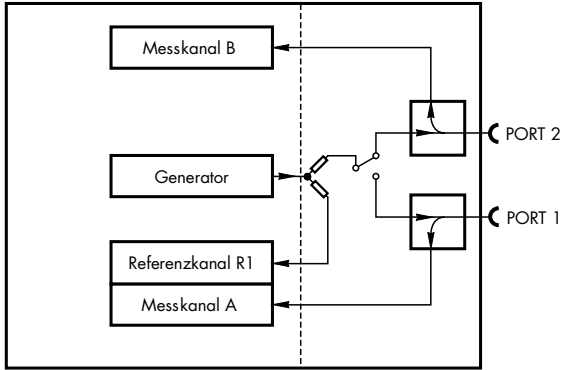 Messkanal B
PORT 2
Generator
PORT 1
Referenzkanal R1
Messkanal A